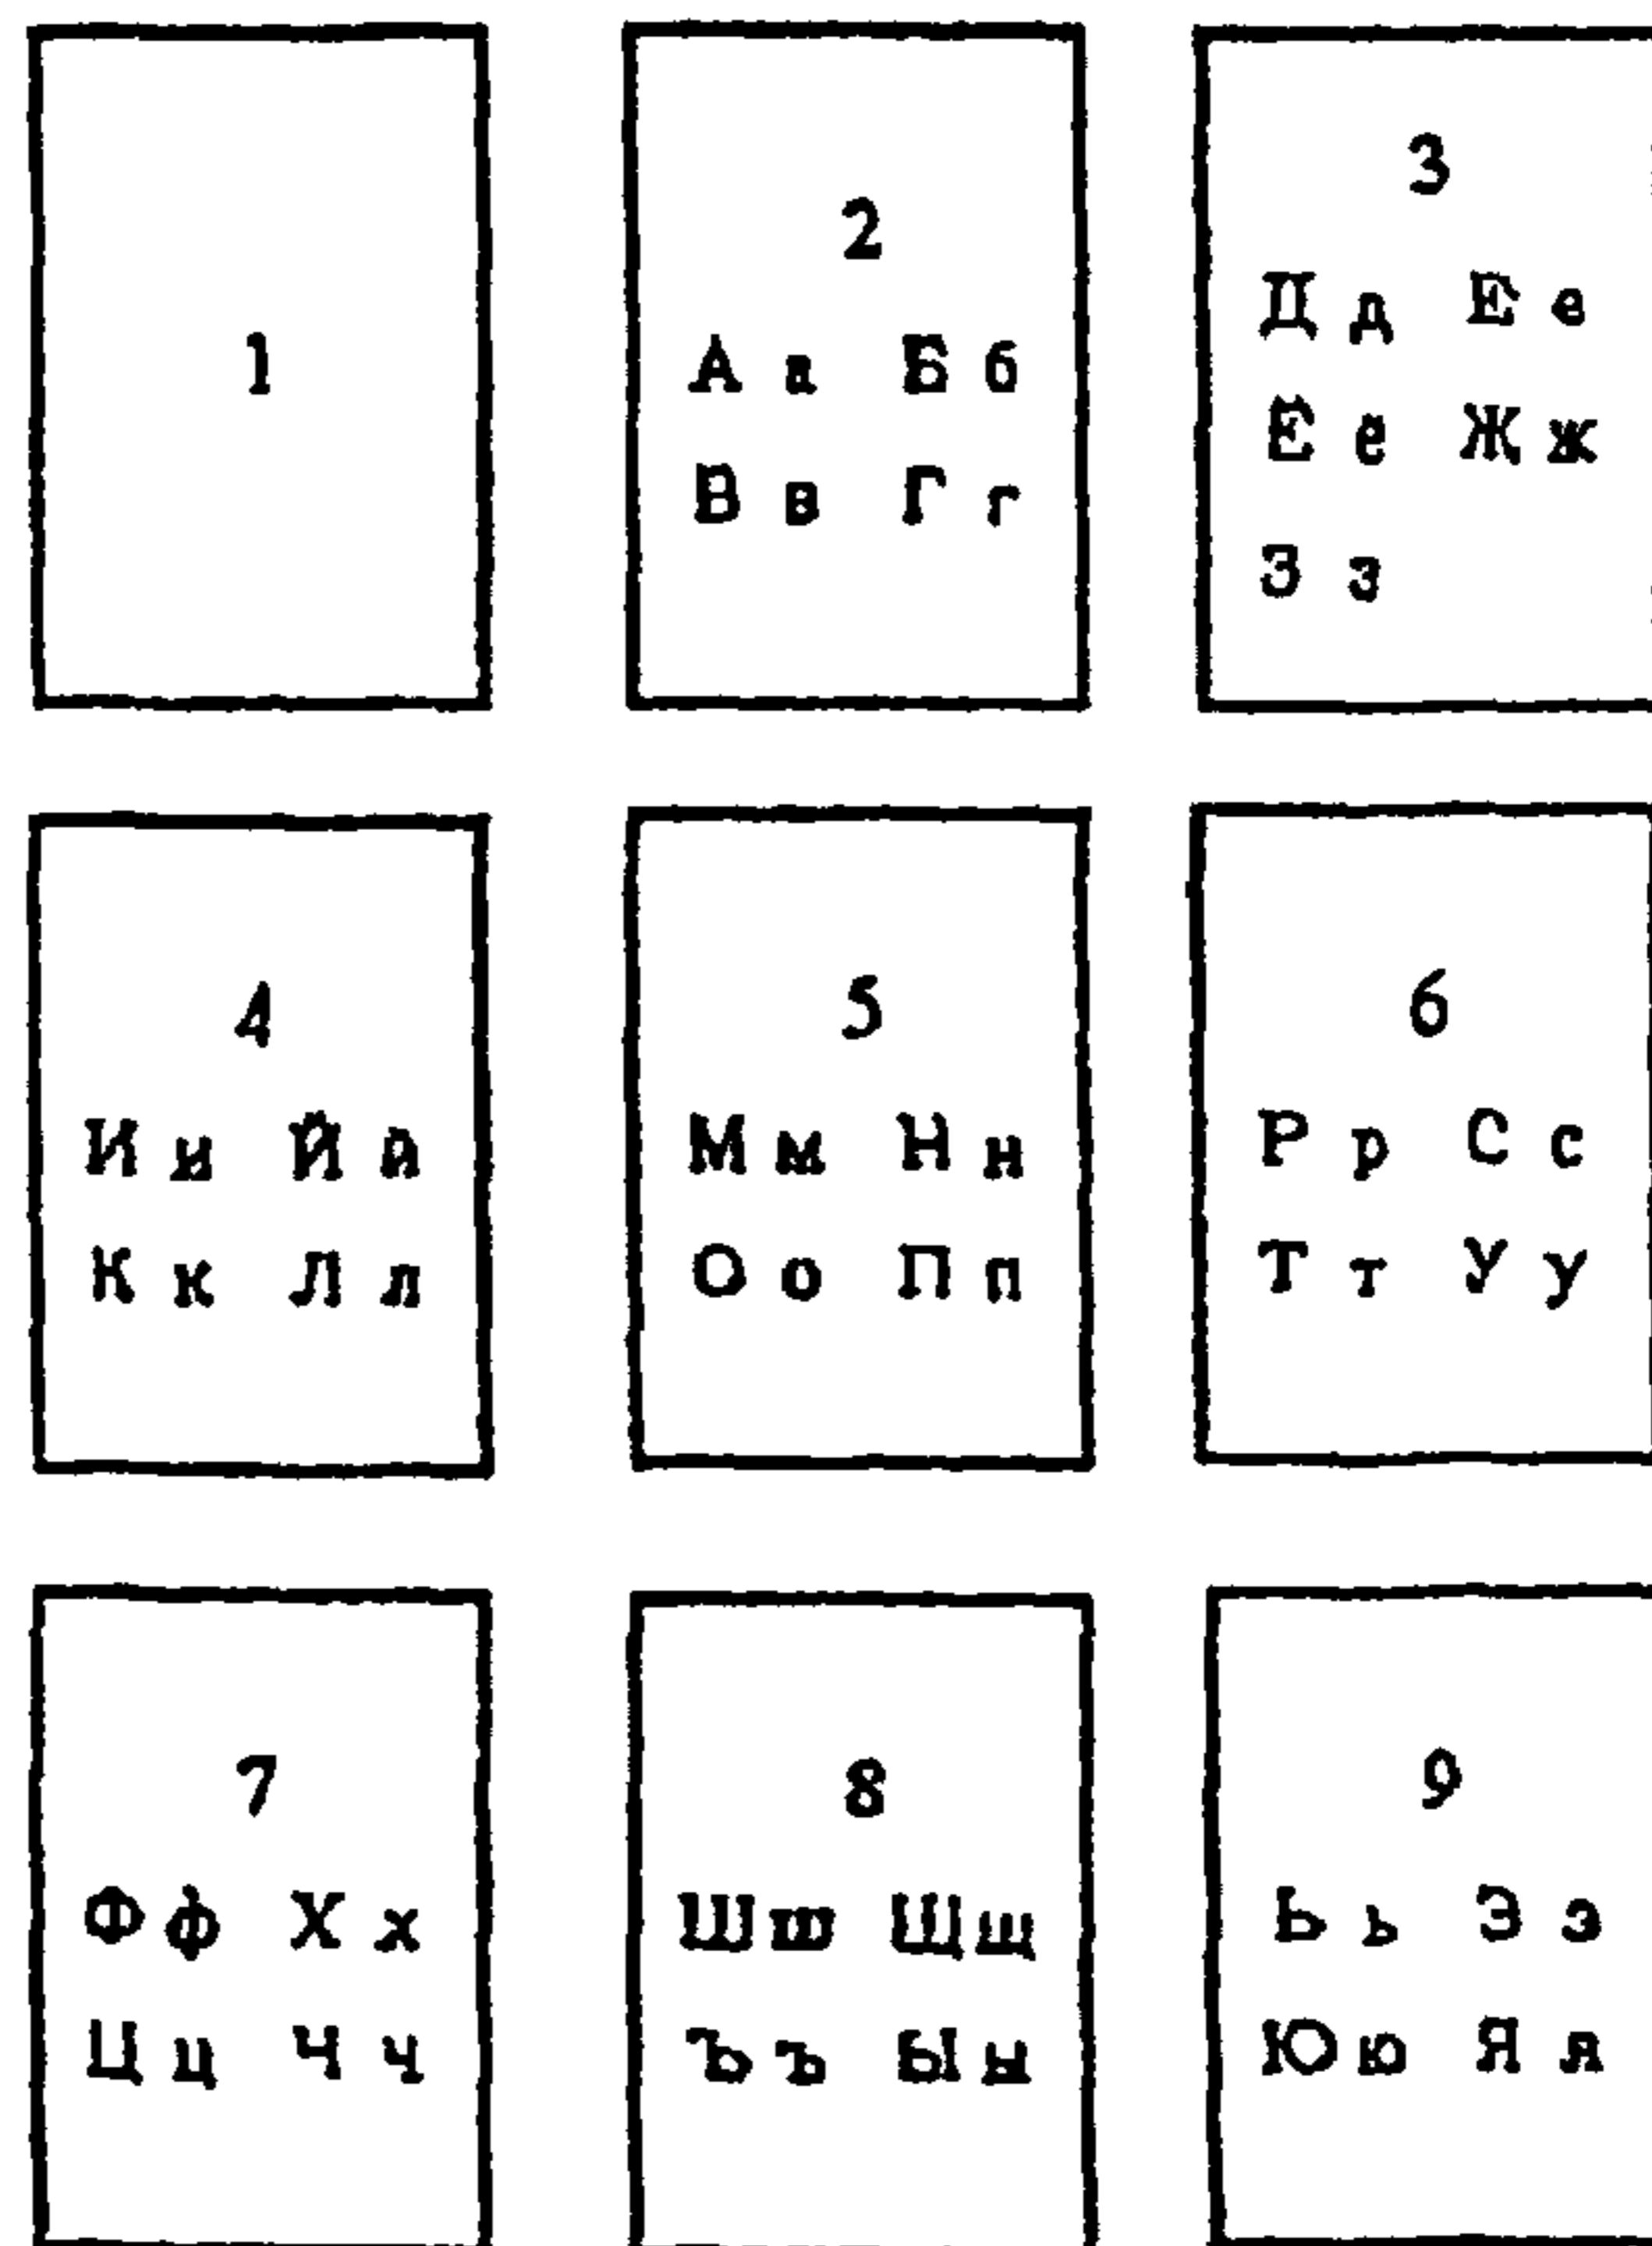 1
2
А а Б б
В в Г г
3
Д д Е е
Ё ё Ж ж
З з
4
И и Й й
К к Л л
5
М м Н н
О о П п
6
Р р С с
Т т У у
7
Ф ф Х х
Ц ц Ч ч
8
Ш ш Щ щ
Ъ ъ Ы ы
9
Ь ь Э э
Ю ю Я я